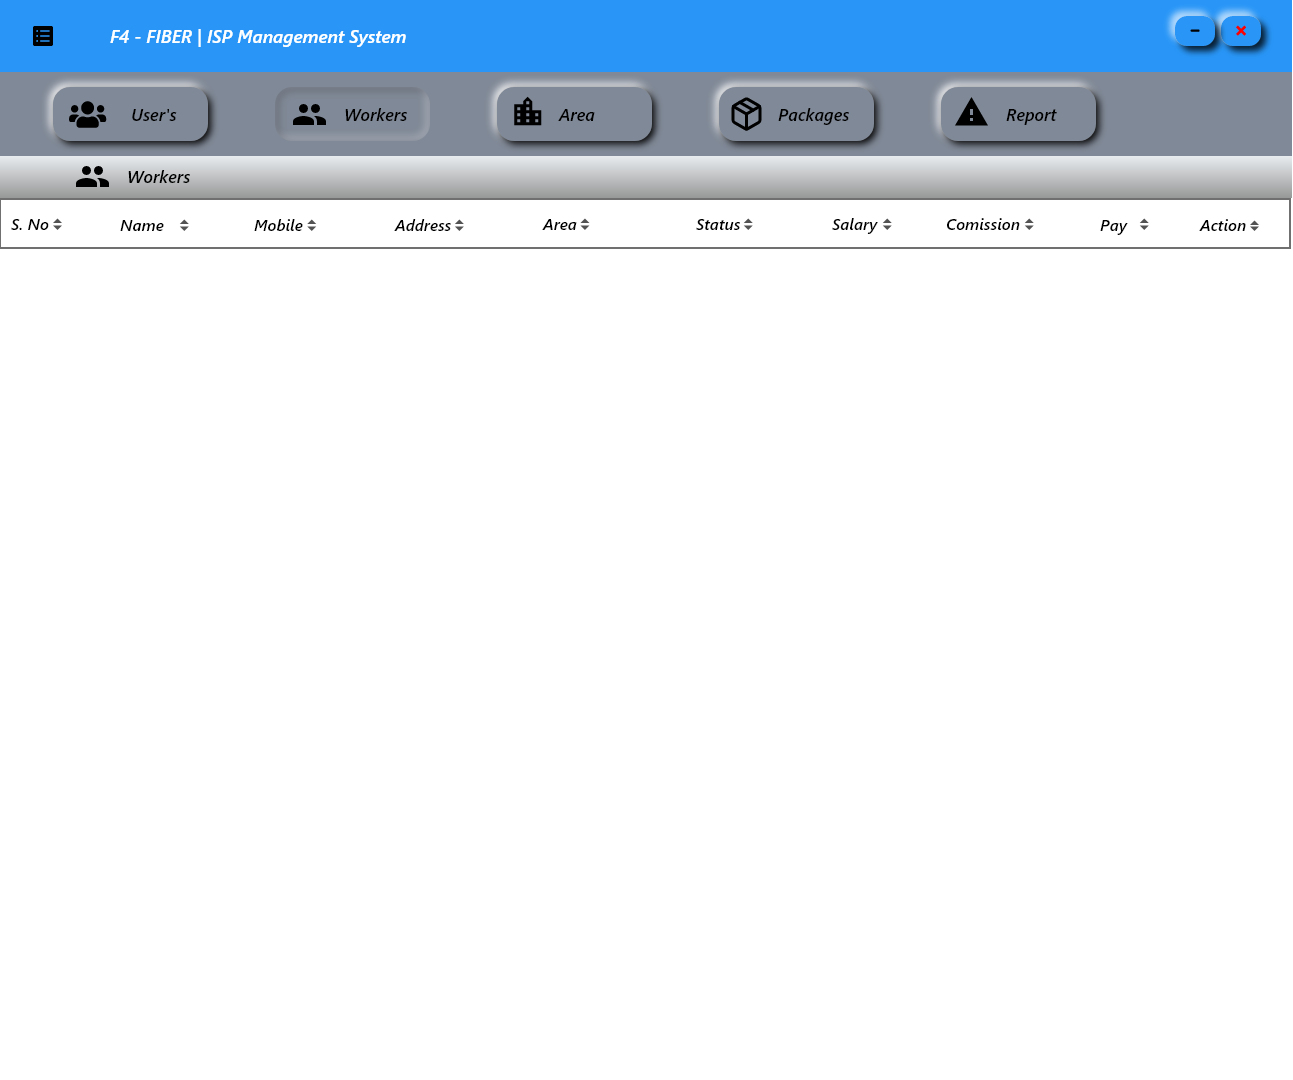 F4 - FIBER | ISP Management System
User's Workers Area Packages Report
Workers
S. No Name Mobile Address Area Status Salary Comission Pay Action